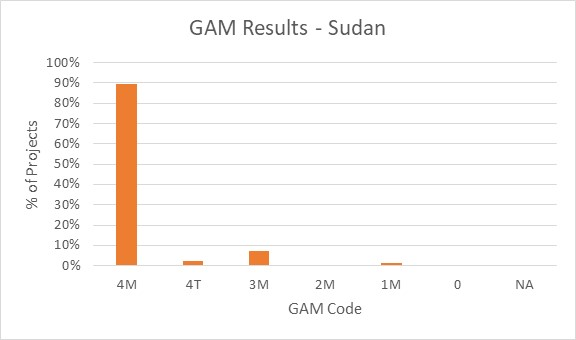 GAM Results - Sudan
100%
90%
80%
70%
60%
50%
40%
30%
20%
10%
0%
% of Projects
4M 4T 3M 2M 1M 0 NA
GAM Code